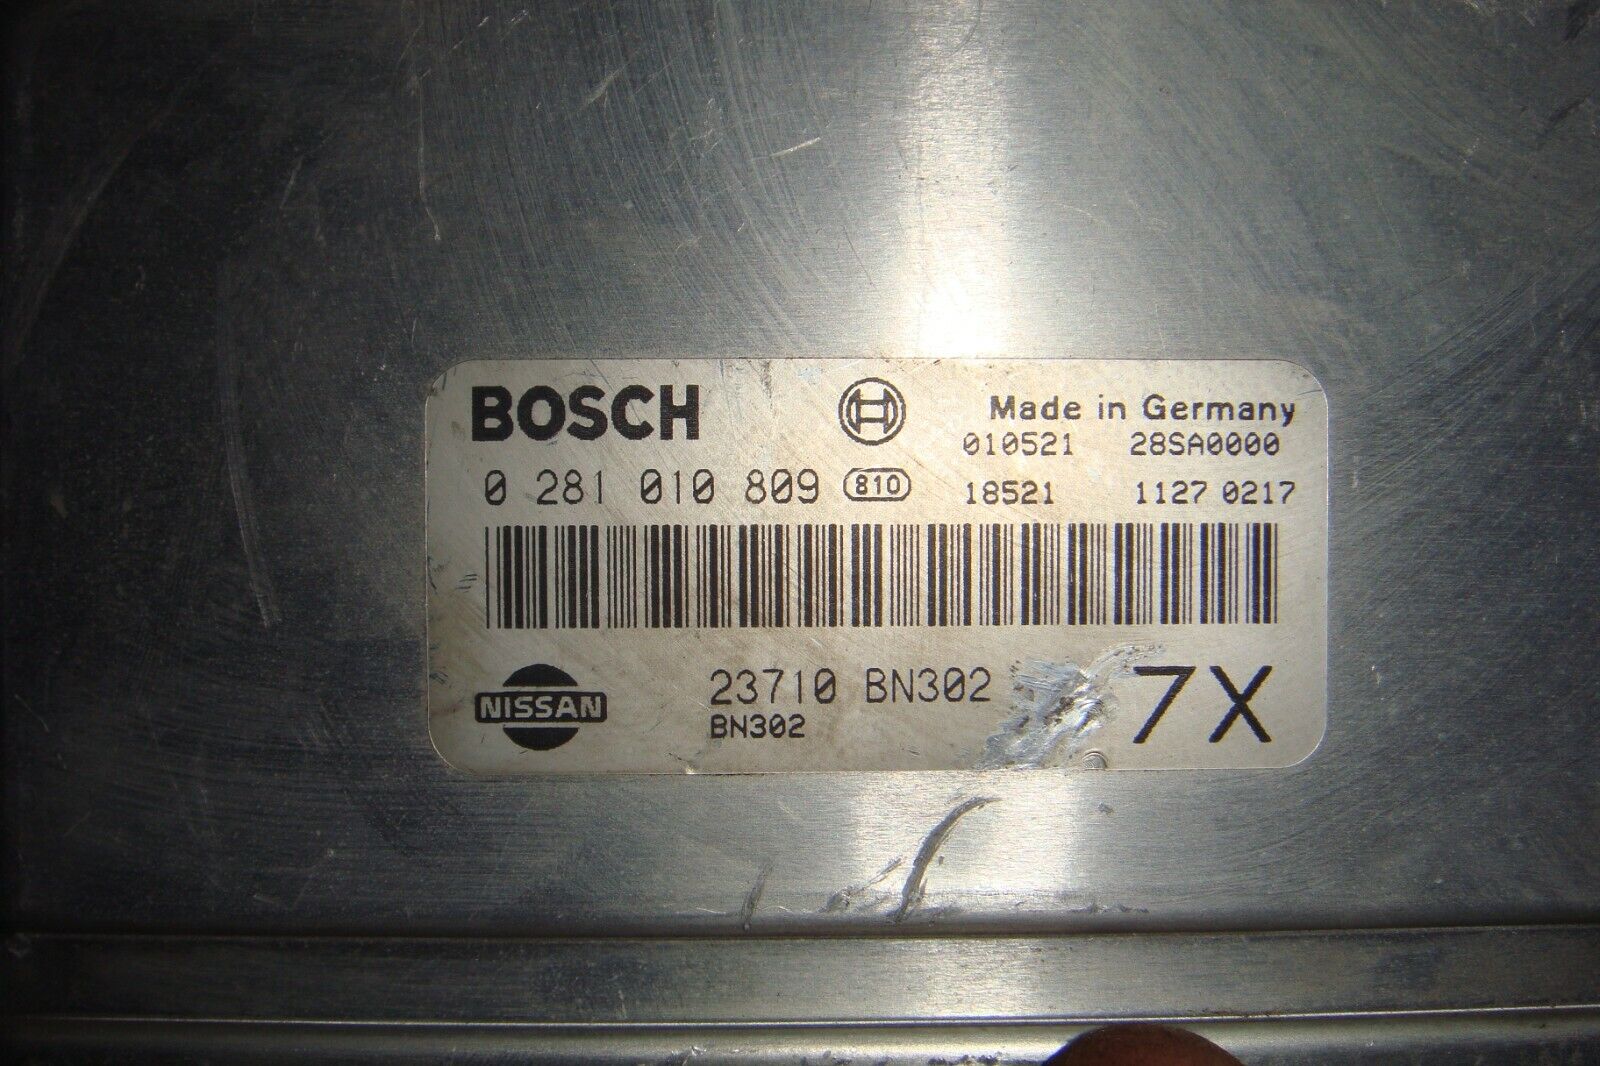 BOSCH
Made in Germany
010521 28SA0000
0 281 010 809 810 18521 1127 0217
NISSAN
23710 BN302
BN302
7X